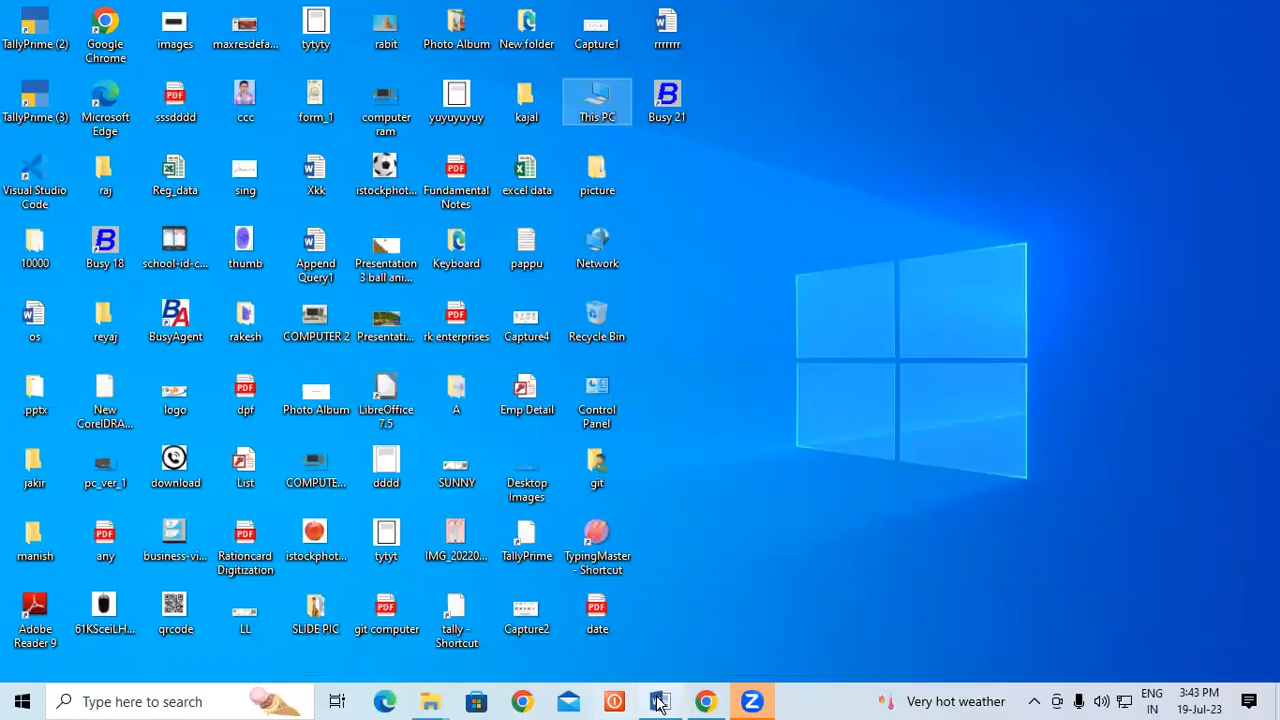 TallyPrime (2)
Google
Chrome
images
maxresdefa...
tytyty
rabit
Photo Album
New folder
Capture1
rrrrrrr
TallyPrime (3)
Microsoft
Edge
sssdddd
ccc
form_1
computer
ram
yuyuyuyuy
kajal
This PC
Busy 21
Visual Studio
Code
raj
Reg_data
sing
Xkk
istockphot...
Fundamental
Notes
excel data
picture
10000
Busy 18
school-id-c...
thumb
Append
Query1
Presentation
3 ball ani...
Keyboard
pappu
Network
os
reyaj
BusyAgent
rakesh
COMPUTER 2
Presentati...
rk enterprises
Capture4
Recycle Bin
.pptx
New
CorelDRA...
logo
dpf
Photo Album
LibreOffice
7.5
A
Emp Detail
Control
Panel
jakir
pc_ver_1
download
List
COMPUTE...
dddd
SUNNY
Desktop
Images
git
manish
any
business-vi...
Rationcard
Digitization
istockphot...
tytyt
IMG_20220...
TallyPrime
TypingMaster
- Shortcut
Adobe
Reader 9
61KSceiLH...
qrcode
LL
SLIDE PIC
git computer
tally -
Shortcut
Capture2
date
Type here to search
Very hot weather
ENG
IN
3:43 PM
19-Jul-23